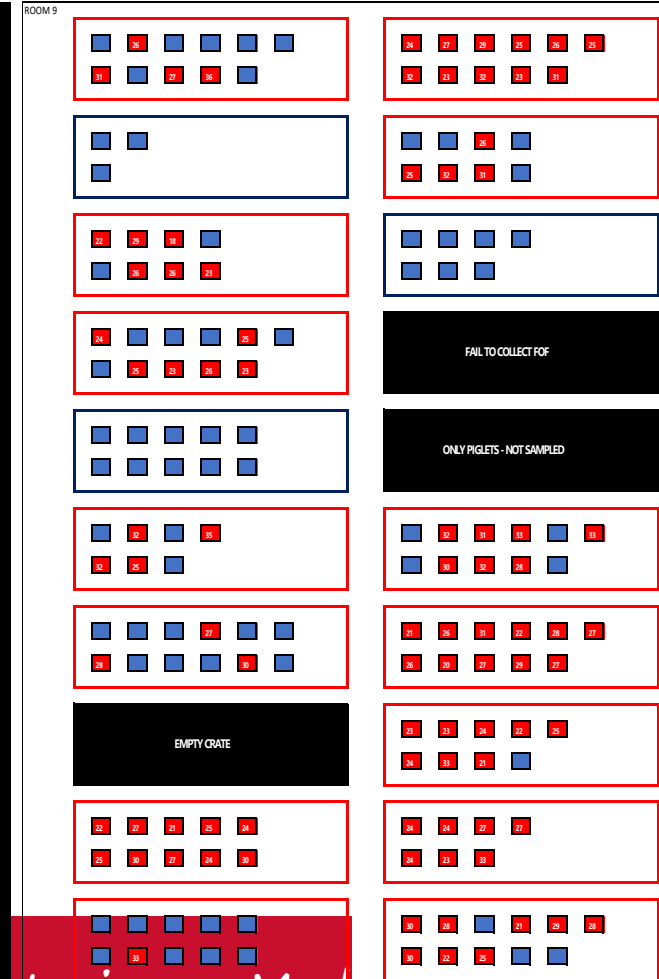 ROOM 9
26
31 27 36
24 27 29 25 26 25
32 23 32 23 31
26
25 32 31
22 29 18
26 26 23
24 25
25 23 26 23
FAIL TO COLLECT FOF
ONLY PIGLETS - NOT SAMPLED
32 35
32 25
32 31 33 33
30 32 28
27
28 30
21 26 31 22 28 27
26 20 27 29 27
EMPTY CRATE
23 23 24 22 25
24 33 21
22 27 21 25 24
25 30 27 24 30
24 24 27 27
24 23 33
33
30 28 21 29 28
30 22 25